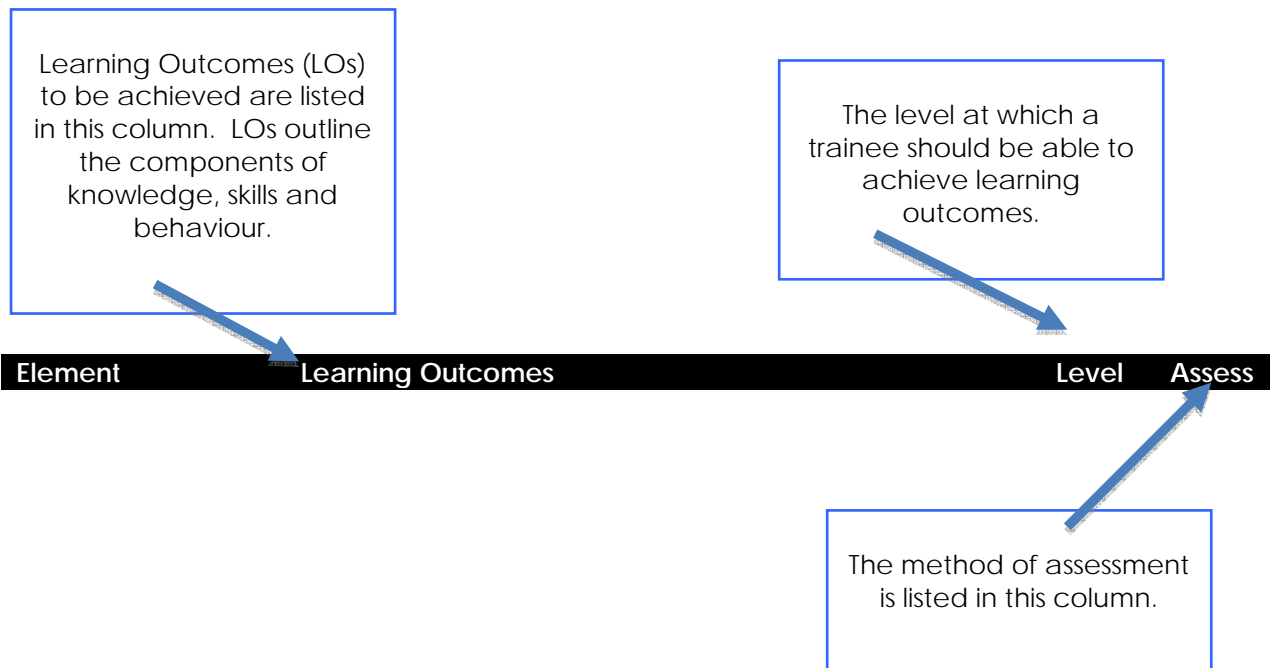 Learning Outcomes (LOs)
to be achieved are listed
in this column.  LOs outline
the components of
knowledge, skills and
behaviour.
The level at which a
trainee should be able to
achieve learning
outcomes.
Element Learning Outcomes Level Assess
The method of assessment
is listed in this column.